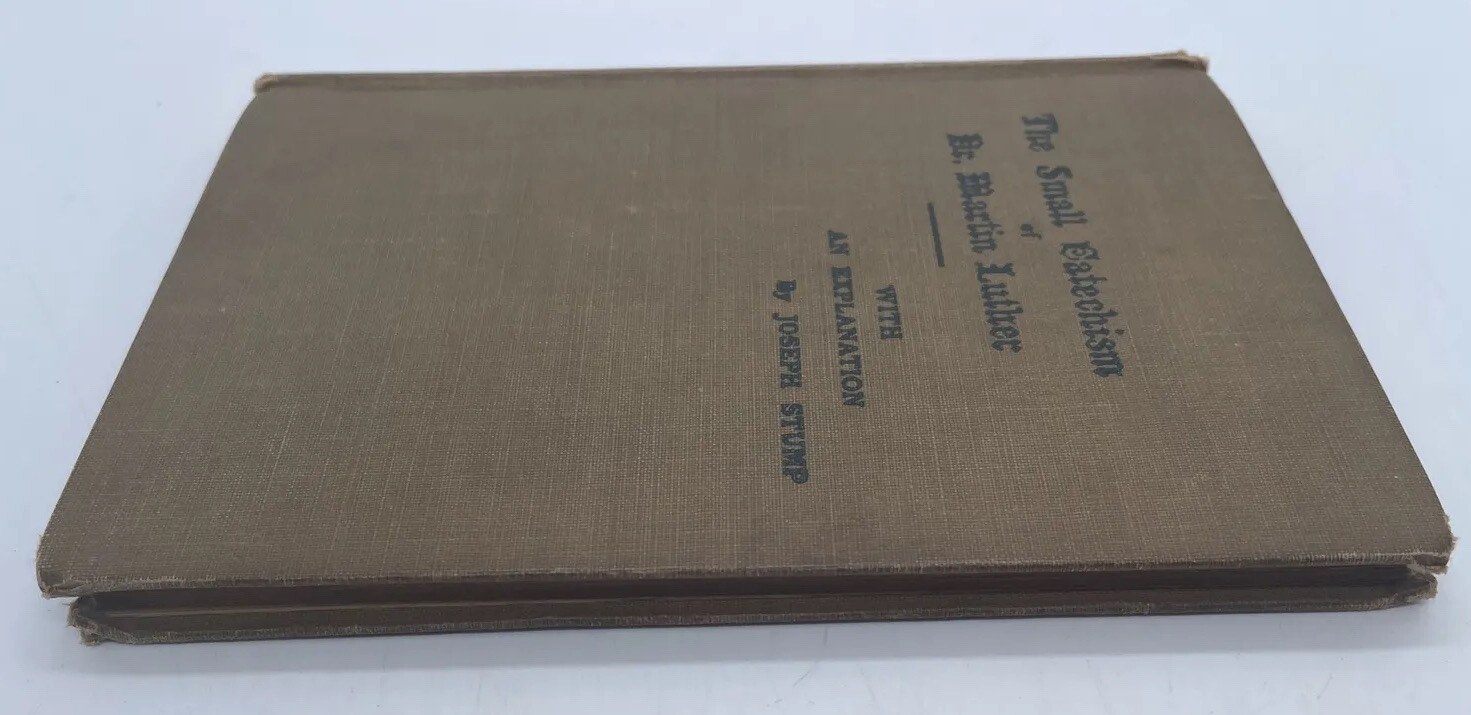 The Small Catechism
of
Dr. Martin Luther
WITH
AN EXPLANATION
By JOSEPH STUMP